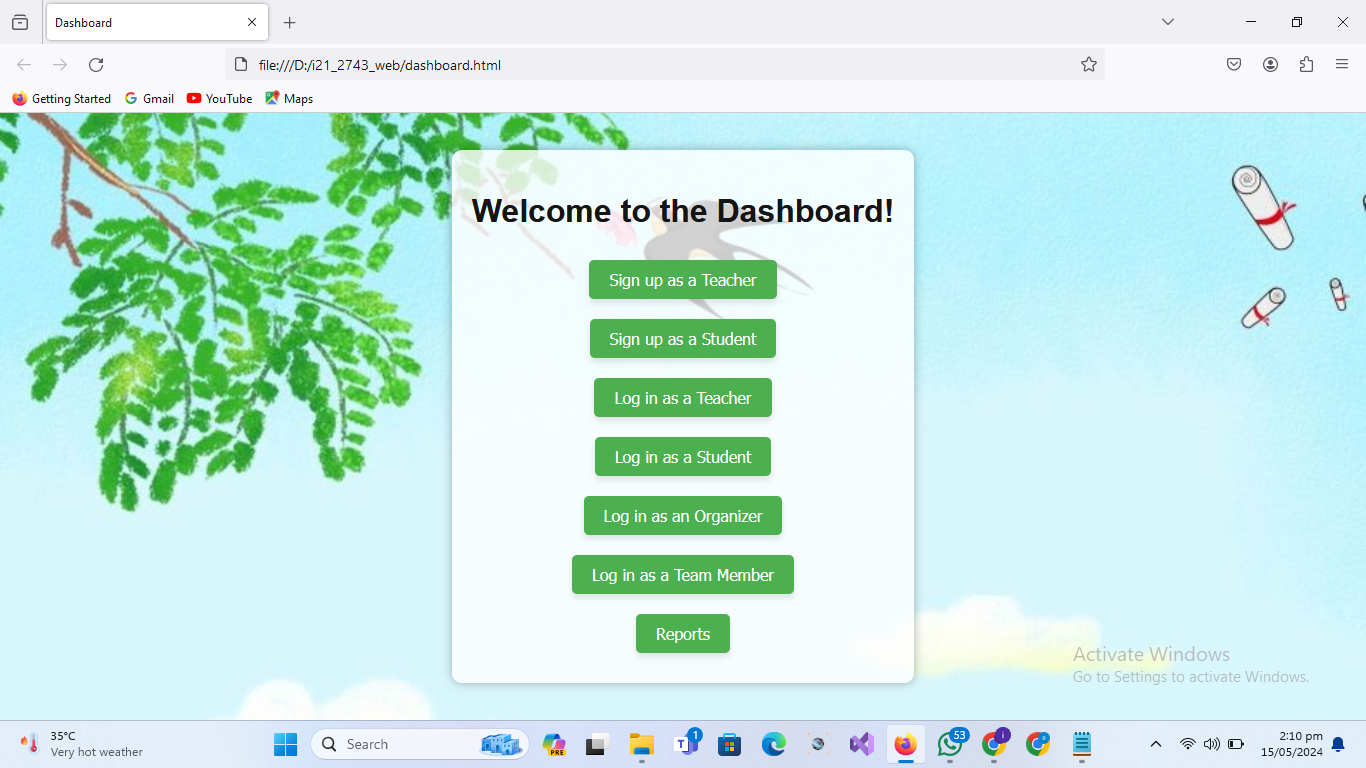 Dashboard
file:///D:/i21_2743_web/dashboard.html
Getting Started Gmail YouTube Maps
Welcome to the Dashboard!
Sign up as a Teacher
Sign up as a Student
Log in as a Teacher
Log in as a Student
Log in as an Organizer
Log in as a Team Member
Reports
Activate Windows
Go to Settings to activate Windows.
35°C
Very hot weather
Search
PRE
1
53
i
2:10 pm
15/05/2024